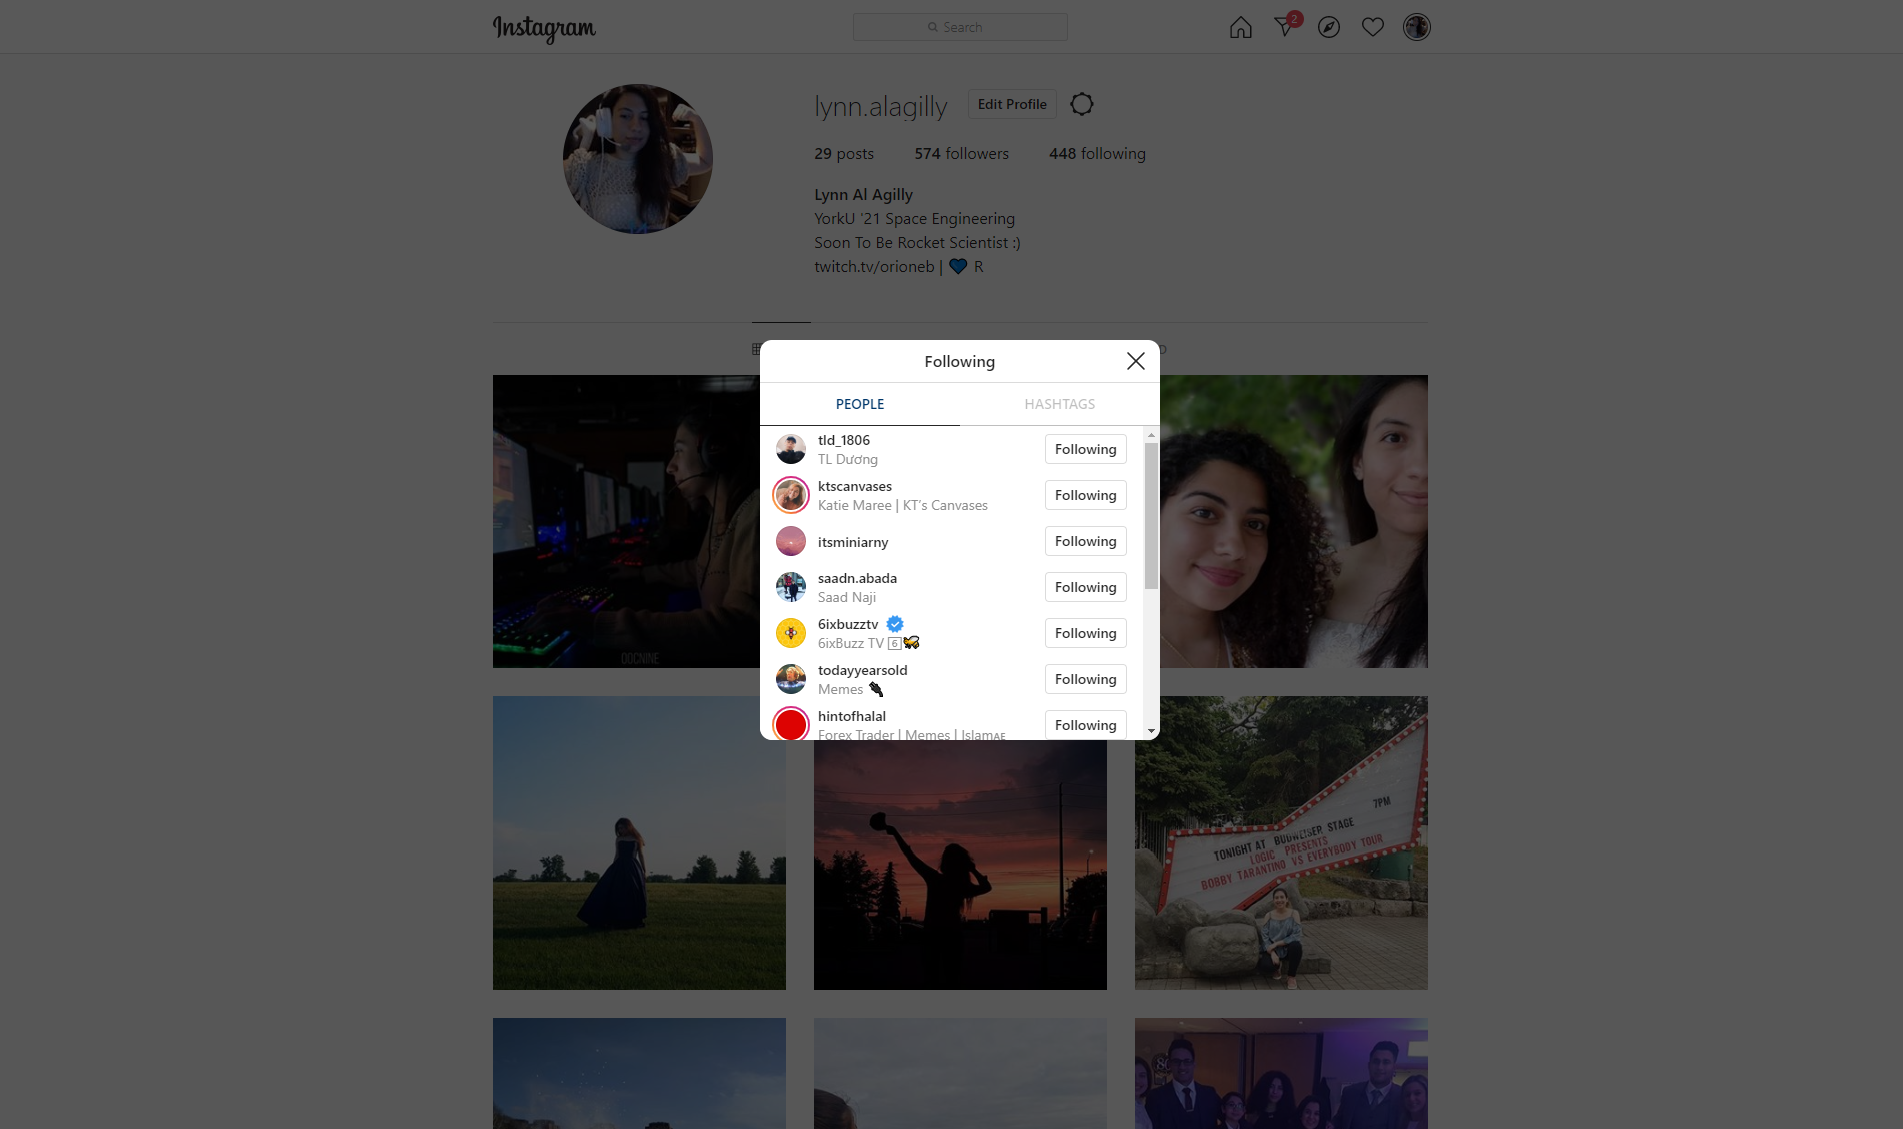 Instagram
Search
2
lynn.alagilly
Edit Profile
29 posts
574 followers
448 following
Lynn Al Agilly
YorkU '21 Space Engineering
Soon To Be Rocket Scientist :)
twitch.tv/orioneb | 💙 R
Following
PEOPLE
HASHTAGS
tld_1806
TL Dương
Following
ktscanvases
Katie Maree | KT's Canvases
Following
itsminiarny
Following
saadn.abada
Saad Naji
Following
6ixbuzztv
6ixBuzz TV 6️⃣🐝
Following
todayyearsold
Memes
Following
hintofhalal
Forex Trader | Memes | Islamᴀᴇ
Following
OOCNINE
7PM
TONIGHT AT BUDWEISER STAGE
LOGIC PRESENTS
BOBBY TARANTINO VS EVERYBODY TOUR